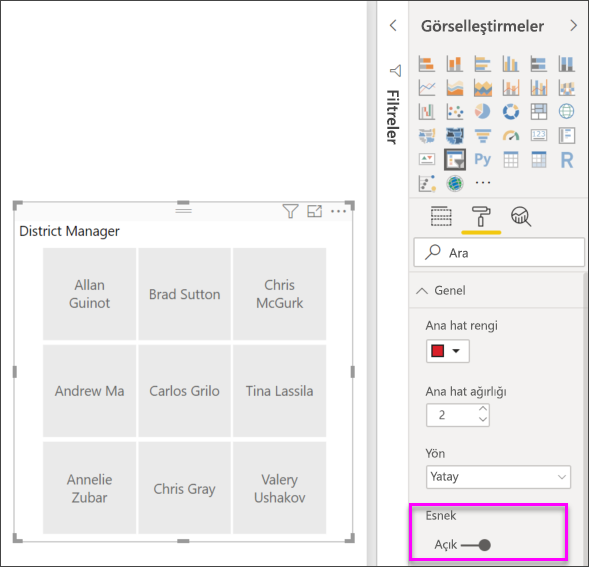 Görselleştirmeler
Filtreler
123
Py
R
District Manager
Allan
Guinot
Brad Sutton
Chris
McGurk
Andrew Ma
Carlos Grilo
Tina Lassila
Annelie
Zubar
Chris Gray
Valery
Ushakov
Ara
Genel
Ana hat rengi
Ana hat ağırlığı
2
Yön
Yatay
Esnek
Açık